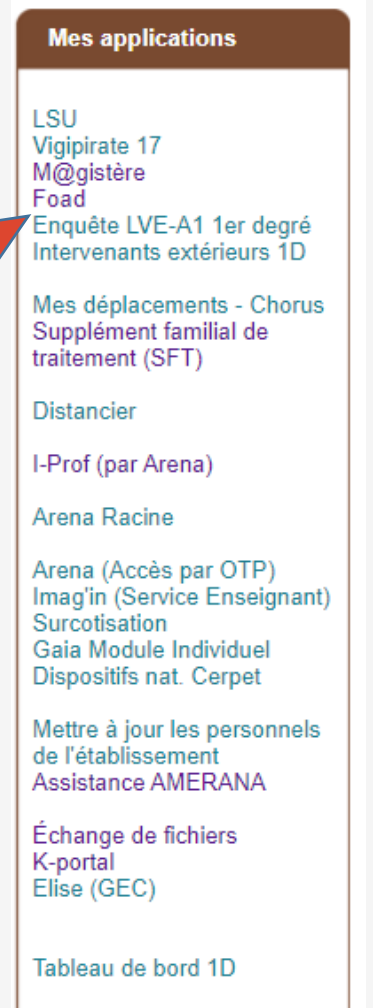 Mes applications
LSU
Vigipirate 17
M@gistère
Foad
Enquête LVE-A1 1er degré
Intervenants extérieurs 1D
Mes déplacements - Chorus
Supplément familial de
traitement (SFT)
Distancier
I-Prof (par Arena)
Arena Racine
Arena (Accès par OTP)
Imag'in (Service Enseignant)
Surcotisation
Gaia Module Individuel
Dispositifs nat. Cerpet
Mettre à jour les personnels
de l'établissement
Assistance AMERANA
Échange de fichiers
K-portal
Elise (GEC)
Tableau de bord 1D